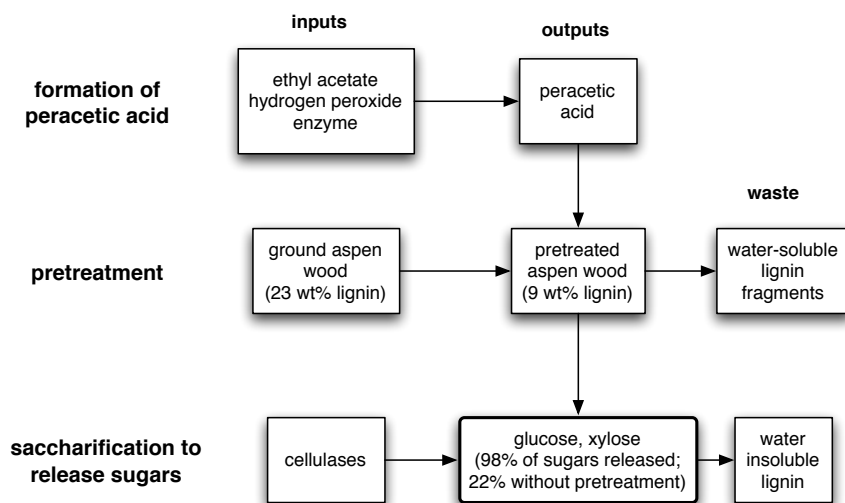 inputs
outputs
formation of
peracetic acid
ethyl acetate
hydrogen peroxide
enzyme
peracetic
acid
waste
pretreatment
ground aspen
wood
(23 wt% lignin)
pretreated
aspen wood
(9 wt% lignin)
water-soluble
lignin
fragments
saccharification to
release sugars
cellulases
glucose, xylose
(98% of sugars released;
22% without pretreatment)
water
insoluble
lignin